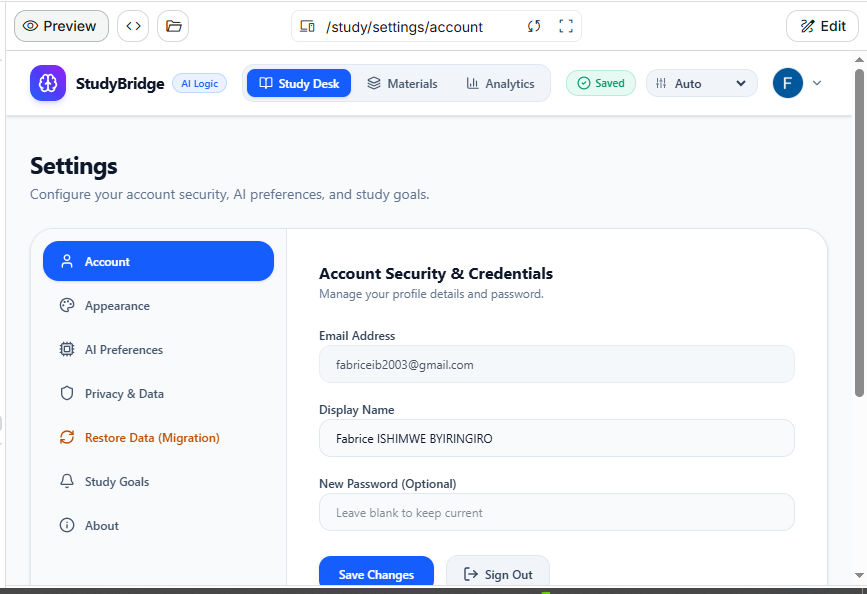 Preview
/study/settings/account
Edit
StudyBridge
AI Logic
Study Desk
Materials
Analytics
Saved
Auto
F
Settings
Configure your account security, AI preferences, and study goals.
Account
Appearance
AI Preferences
Privacy & Data
Restore Data (Migration)
Study Goals
About
Account Security & Credentials
Manage your profile details and password.
Email Address
fabriceib2003@gmail.com
Display Name
Fabrice ISHIMWE BYIRINGIRO
New Password (Optional)
Leave blank to keep current
Save Changes
Sign Out